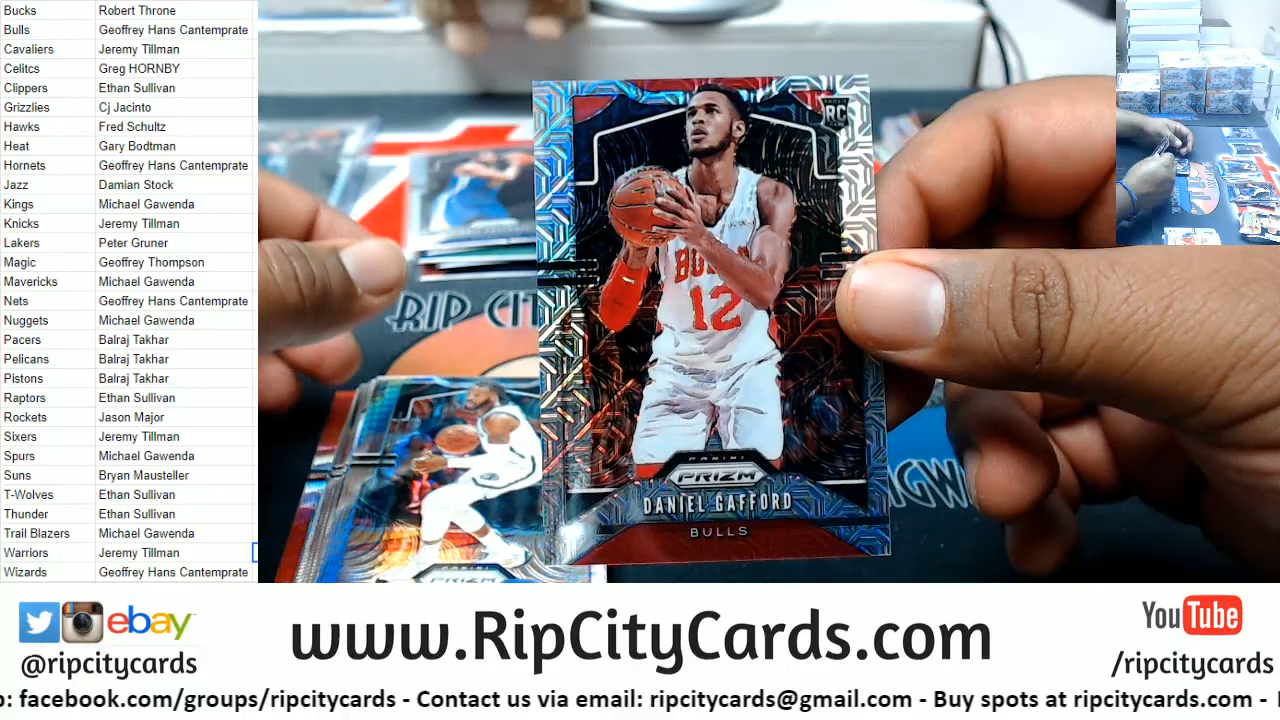 Bucks Robert Throne
Bulls Geoffrey Hans Cantemprate
Cavaliers Jeremy Tillman
Celitcs Greg HORNBY
Clippers Ethan Sullivan
Grizzlies Cj Jacinto
Hawks Fred Schultz
Heat Gary Bodtman
Hornets Geoffrey Hans Cantemprate
Jazz Damian Stock
Kings Michael Gawenda
Knicks Jeremy Tillman
Lakers Peter Gruner
Magic Geoffrey Thompson
Mavericks Michael Gawenda
Nets Geoffrey Hans Cantemprate
Nuggets Michael Gawenda
Pacers Balraj Takhar
Pelicans Balraj Takhar
Pistons Balraj Takhar
Raptors Ethan Sullivan
Rockets Jason Major
Sixers Jeremy Tillman
Spurs Michael Gawenda
Suns Bryan Mausteller
T-Wolves Ethan Sullivan
Thunder Ethan Sullivan
Trail Blazers Michael Gawenda
Warriors Jeremy Tillman
Wizards Geoffrey Hans Cantemprate
RC
RIP CIT
BULLS
12
PANINI
PRIZM
DANIEL GAFFORD
BULLS
PANINI
PRIZM
ebay
@ripcitycards
www.RipCityCards.com
YouTube
/ripcitycards
: facebook.com/groups/ripcitycards - Contact us via email: ripcitycards@gmail.com - Buy spots at ripcitycards.com -